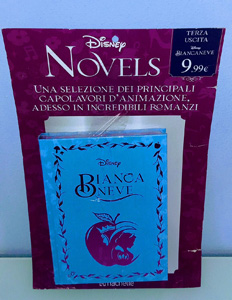 Disney
NOVELS
TERZA
USCITA
Disney
BIANCANEVE
9,99€
UNA SELEZIONE DEI PRINCIPALI
CAPOLAVORI D'ANIMAZIONE,
ADESSO IN INCREDIBILI ROMANZI
Disney
BIANCA
NEVE
hachette